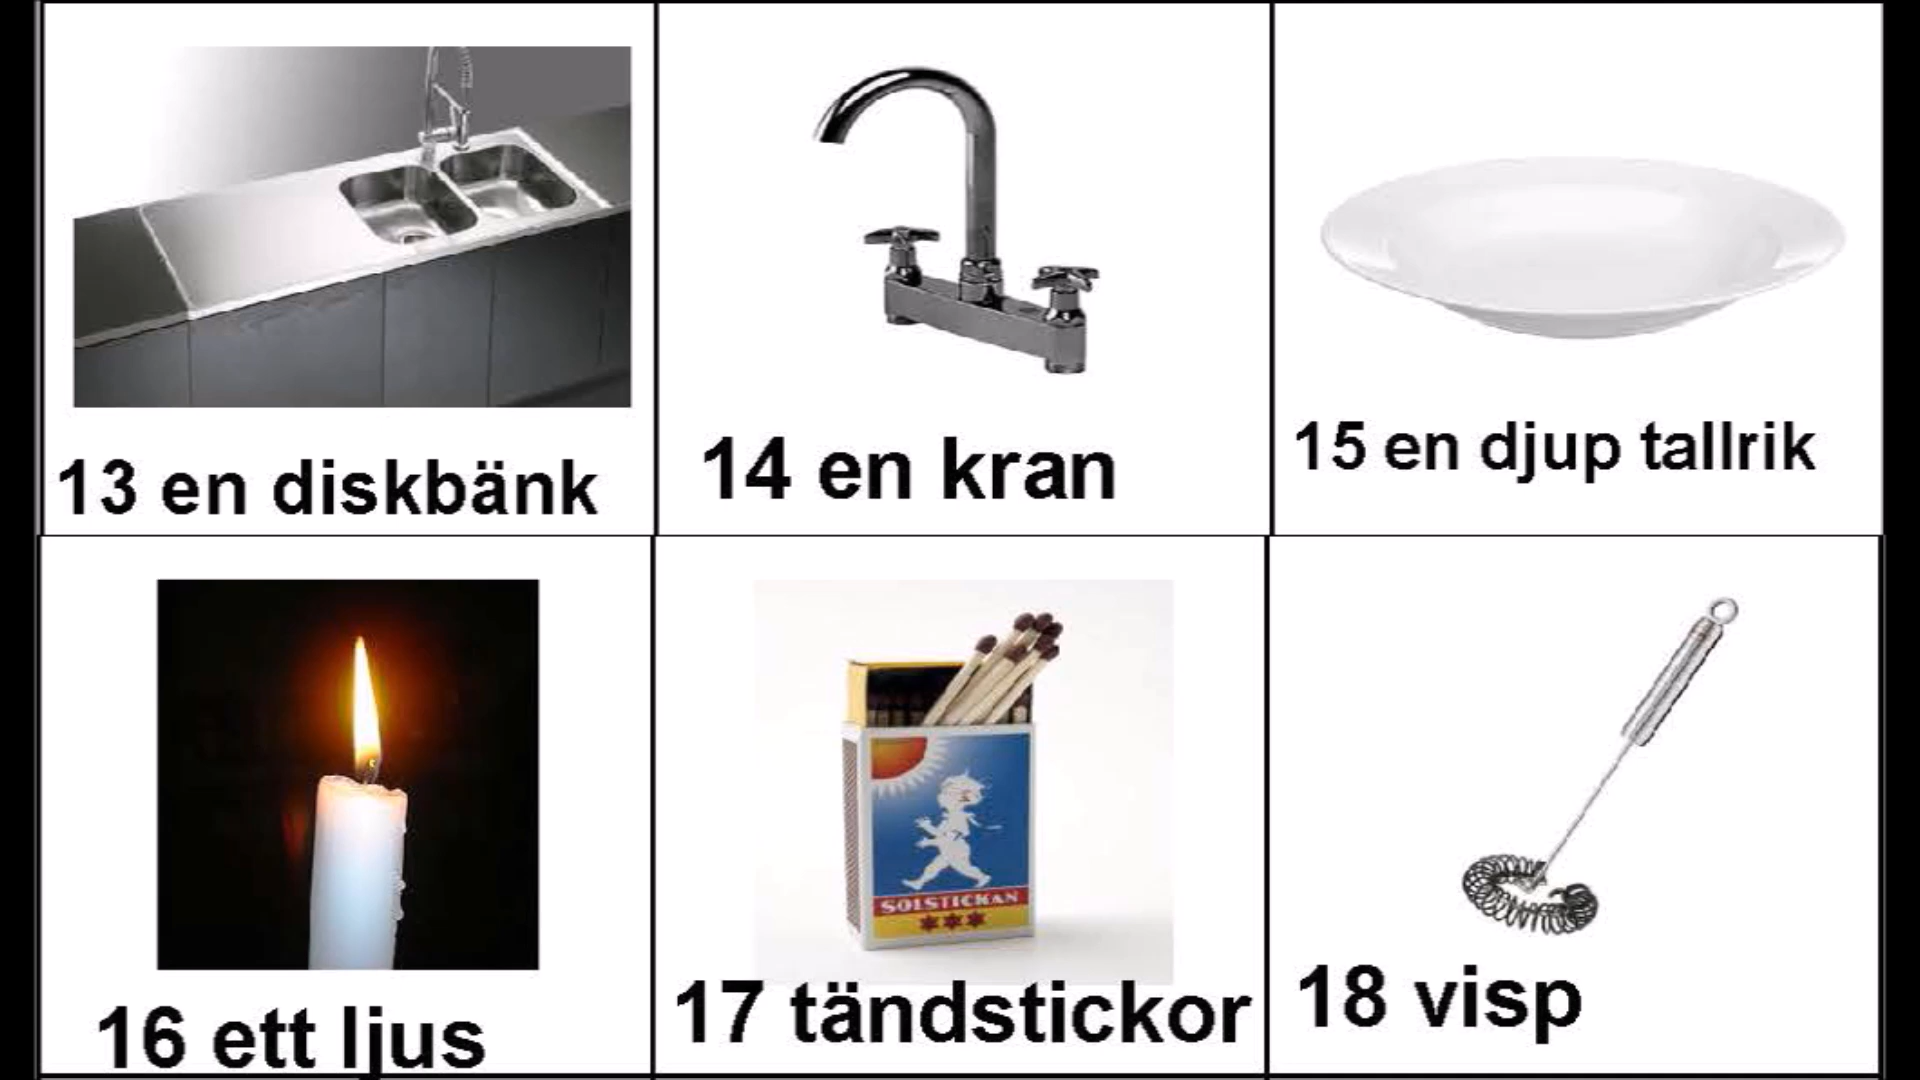 13 en diskbänk
14 en kran
15 en djup tallrik
16 ett ljus
SOLSTICKAN
17 tändstickor
18 visp